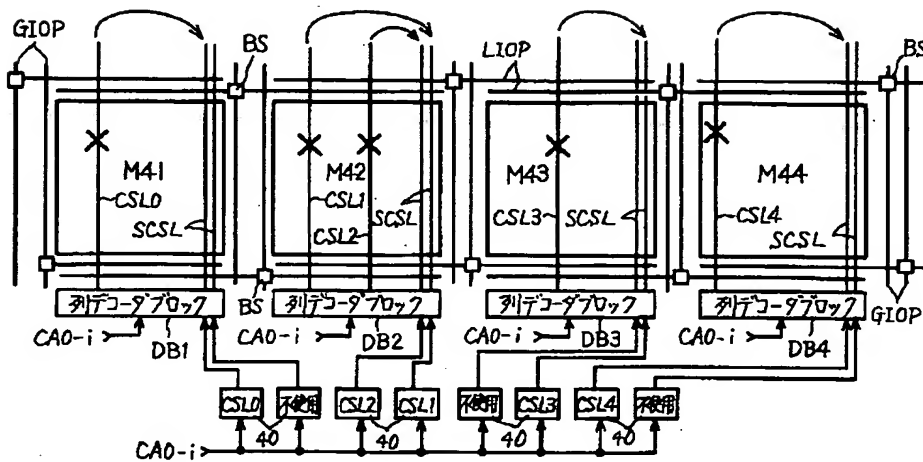 GIOP
BS
LIOP
BS
M41
M42
M43
M44
CSL0
CSL1
CSL3
CSL4
SCSL
CSL2
SCSL
SCSL
SCSL
列デコーダブロック
BS
列デコーダブロック
列デコーダブロック
列デコーダブロック
GIOP
CA0-i
DB1
CA0-i
DB2
CA0-i
DB3
CA0-i
DB4
CSL0
不使用
CSL2
CSL1
不使用
CSL3
CSL4
不使用
40
40
40
40
CA0-i